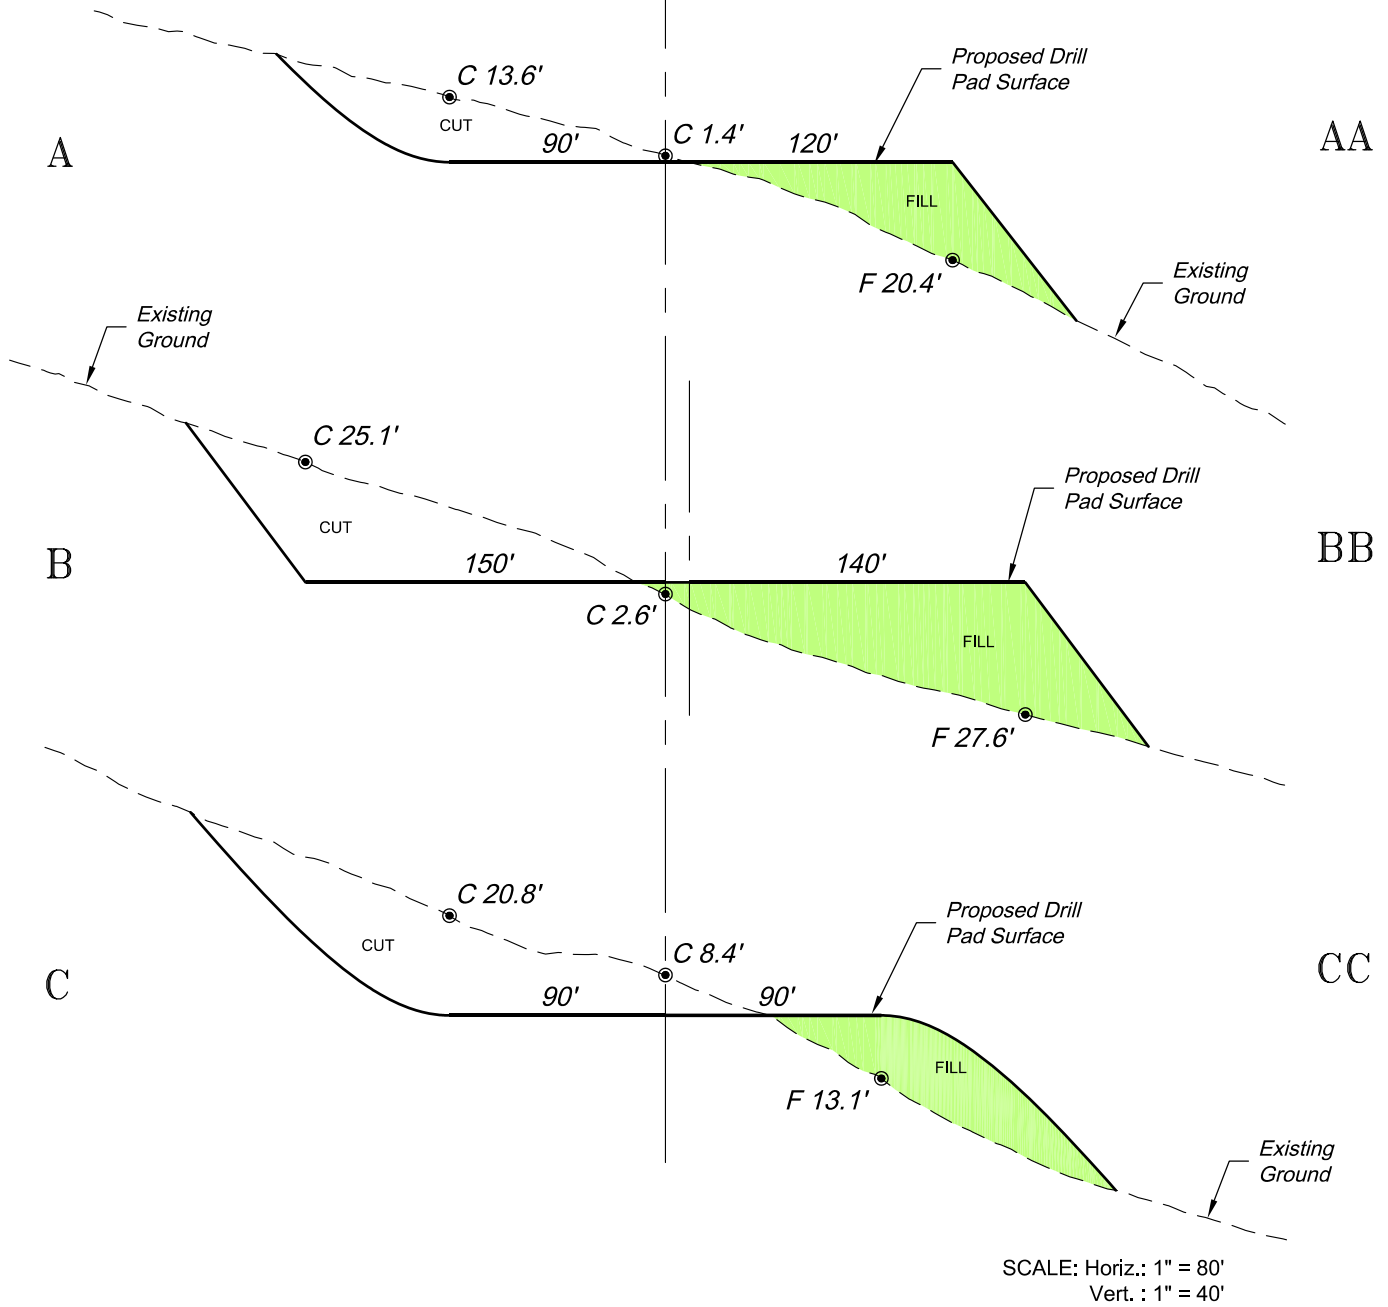 Proposed Drill
Pad Surface
C 13.6'
CUT
A
90'
C 1.4'
120'
AA
FILL
F 20.4'
Existing
Ground
Existing
Ground
C 25.1'
Proposed Drill
Pad Surface
CUT
B
150'
140'
BB
C 2.6'
FILL
F 27.6'
C 20.8'
Proposed Drill
Pad Surface
CUT
C
90'
C 8.4'
90'
CC
FILL
F 13.1'
Existing
Ground
SCALE: Horiz.: 1" = 80'
Vert. : 1" = 40'